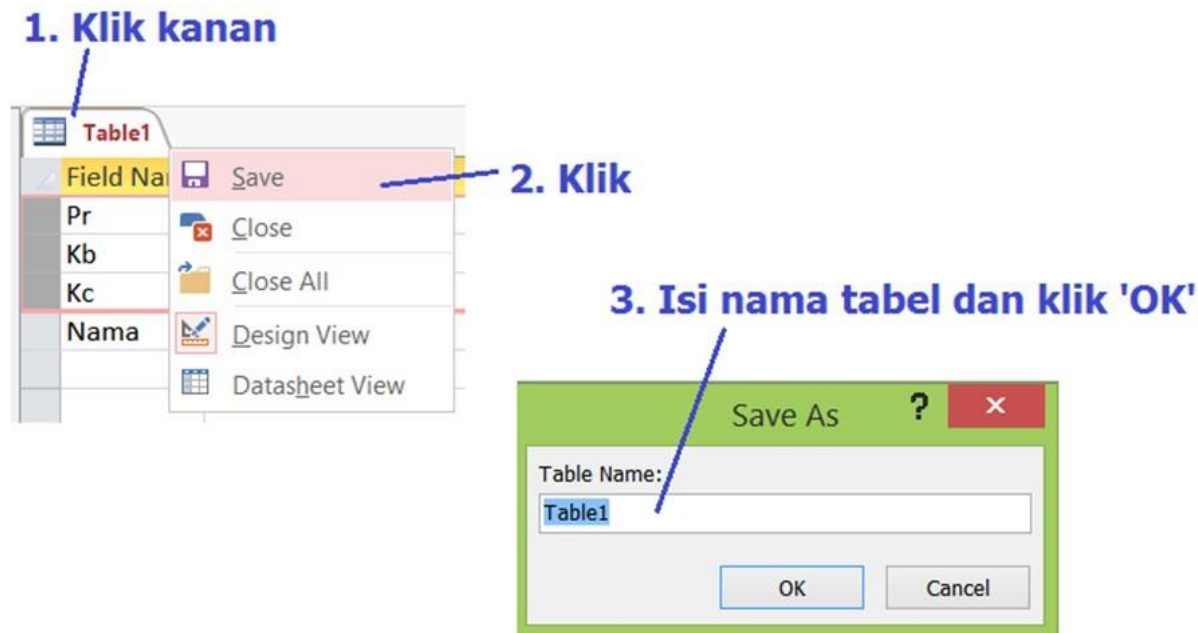 1. Klik kanan
Table1
Field Na
Save
2. Klik
Pr
Close
Kb
Kc
Close All
Nama
Design View
Datasheet View
3. Isi nama tabel dan klik 'OK'
Save As ? ×
Table Name:
Table1
OK Cancel